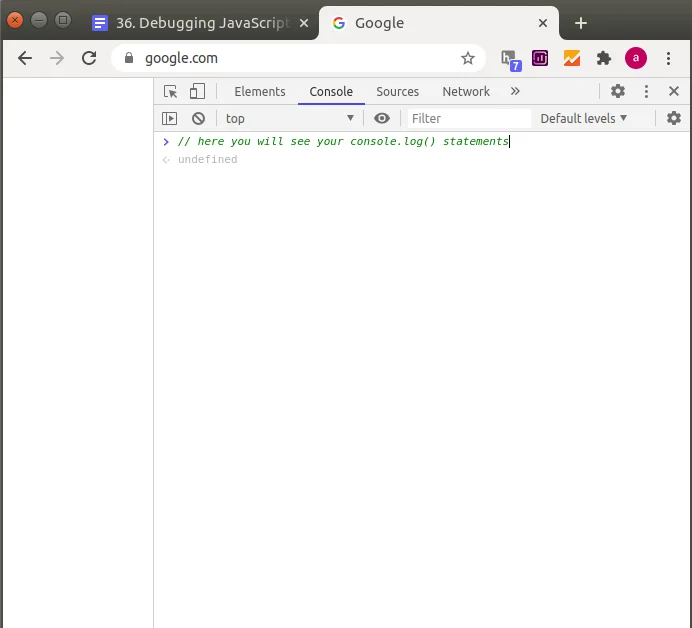 36. Debugging JavaScript
Google
google.com
7
a
Elements
Console
Sources
Network
top
Filter
Default levels
// here you will see your console.log() statements
undefined